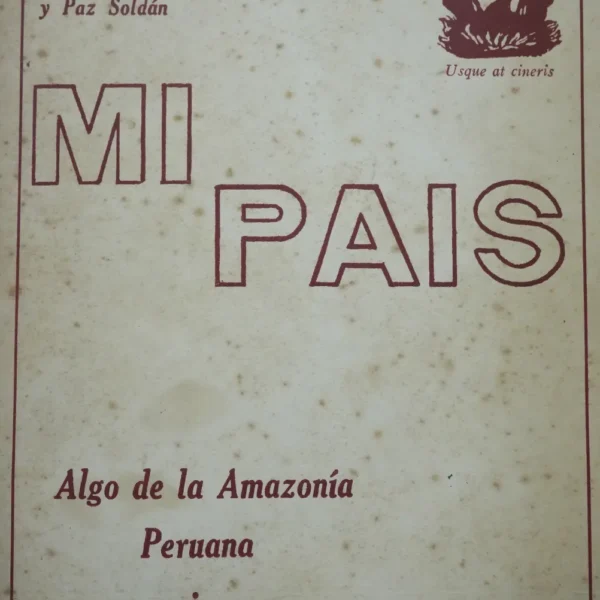 y Paz Soldán
Usque at cineris
MI
PAIS
Algo de la Amazonía
Peruana